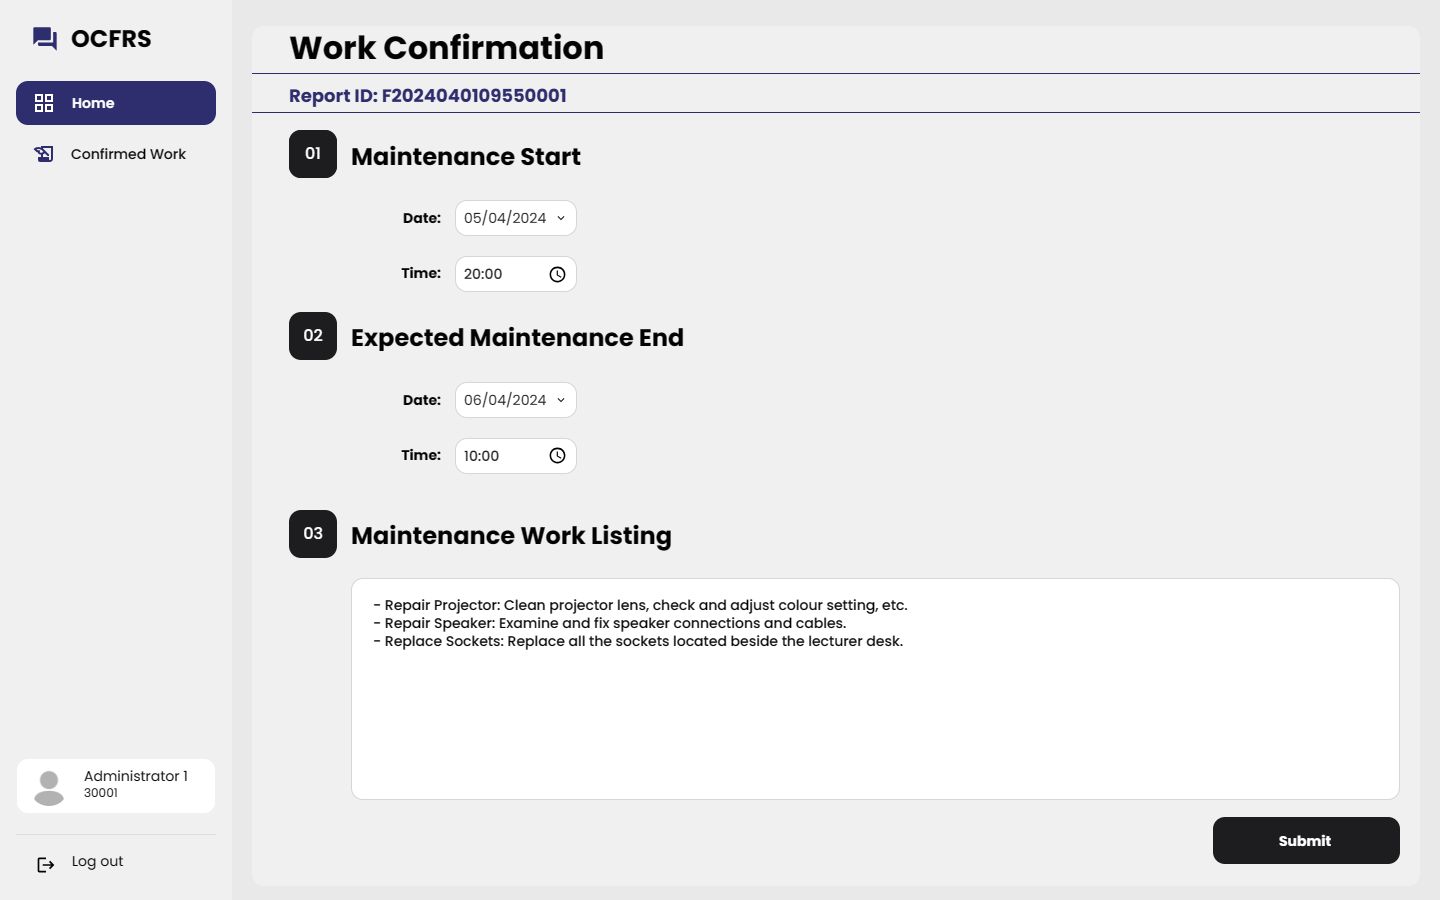 OCFRS
Home
Confirmed Work
Administrator 1
30001
Log out
Work Confirmation
Report ID: F2024040109550001
01 Maintenance Start
Date: 05/04/2024
Time: 20:00
02 Expected Maintenance End
Date: 06/04/2024
Time: 10:00
03 Maintenance Work Listing
- Repair Projector: Clean projector lens, check and adjust colour setting, etc.
- Repair Speaker: Examine and fix speaker connections and cables.
- Replace Sockets: Replace all the sockets located beside the lecturer desk.
Submit